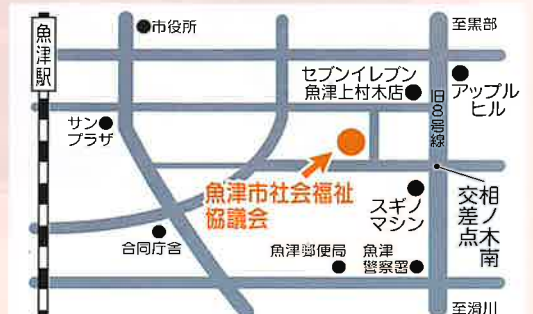 魚津駅
市役所
至黒部
セブンイレブン
魚津上村木店
アップル
ヒル
旧8号線
サン
プラザ
魚津市社会福祉
協議会
スギノ
マシン
相ノ木南
交差点
合同庁舎
魚津郵便局
魚津
警察署
至滑川